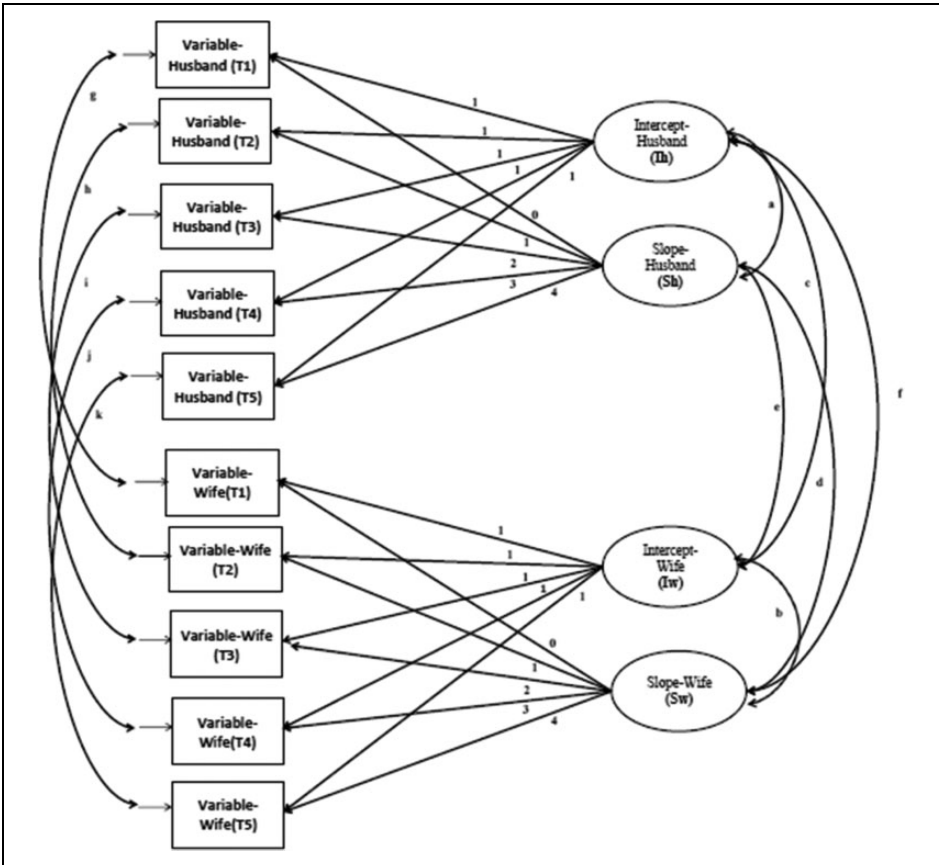 Variable-
Husband (T1)
Variable-
Husband (T2)
Variable-
Husband (T3)
Variable-
Husband (T4)
Variable-
Husband (T5)
Variable-
Wife(T1)
Variable-Wife
(T2)
Variable-Wife
(T3)
Variable-
Wife(T4)
Variable-
Wife(T5)
g
h
i
j
k
1
1
1
1
1
0
1
2
3
4
Intercept-
Husband
(Ih)
Slope-
Husband
(Sh)
a
c
e
d
f
1
1
1
1
1
0
1
2
3
4
Intercept-
Wife
(Iw)
Slope-Wife
(Sw)
b